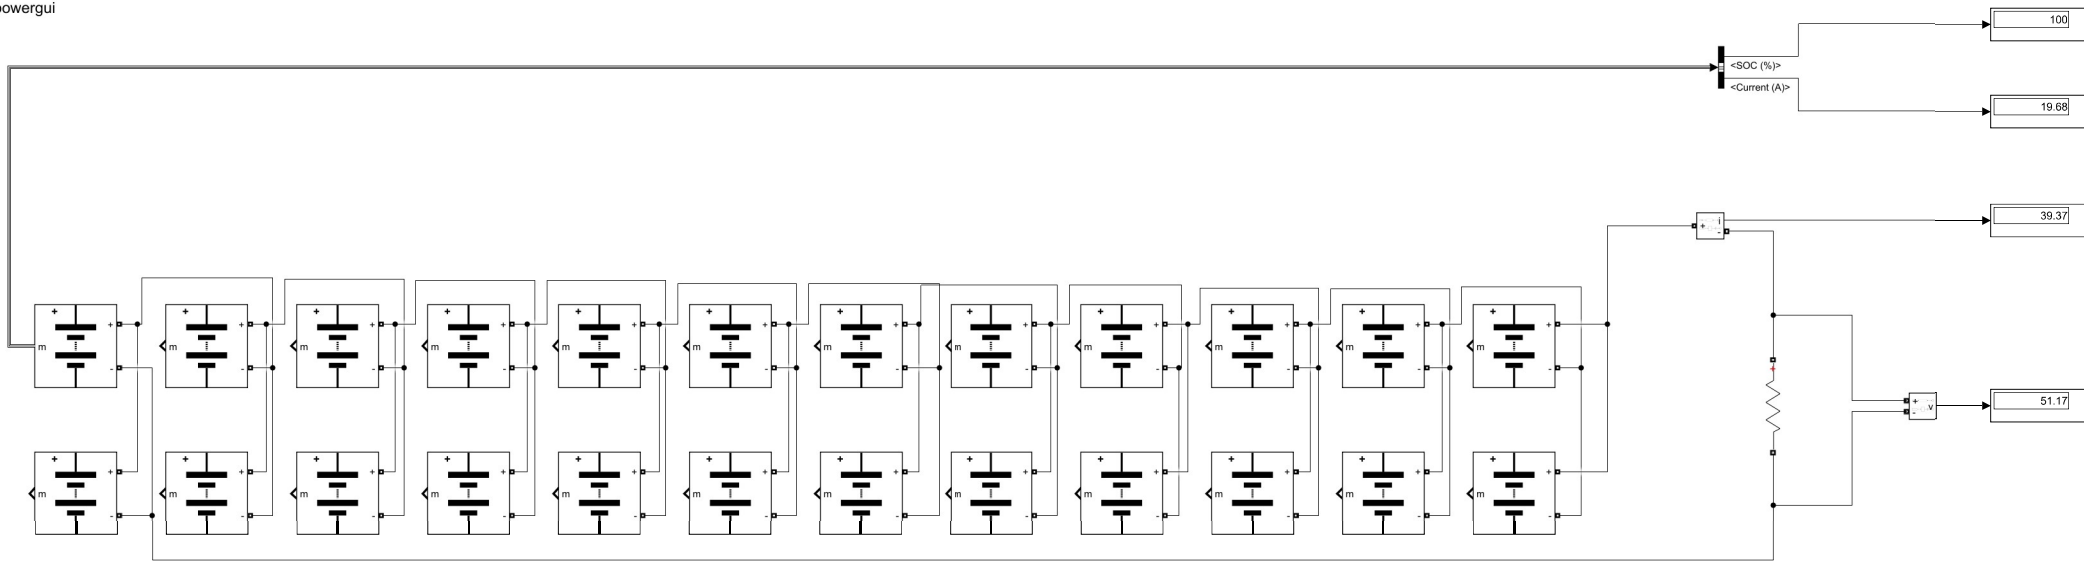 powergui
100
<SOC (%)>
<Current (A)>
19.68
39.37
i
+
-
+ + + + + + + + + + + +
+ + + + + + + + + + + +
m m m m m m m m m m m m
- - - - - - - - - - - -
+
51.17
+
v
-
+ + + + + + + + + + + +
+ + + + + + + + + + + +
m m m m m m m m m m m m
- - - - - - - - - - - -